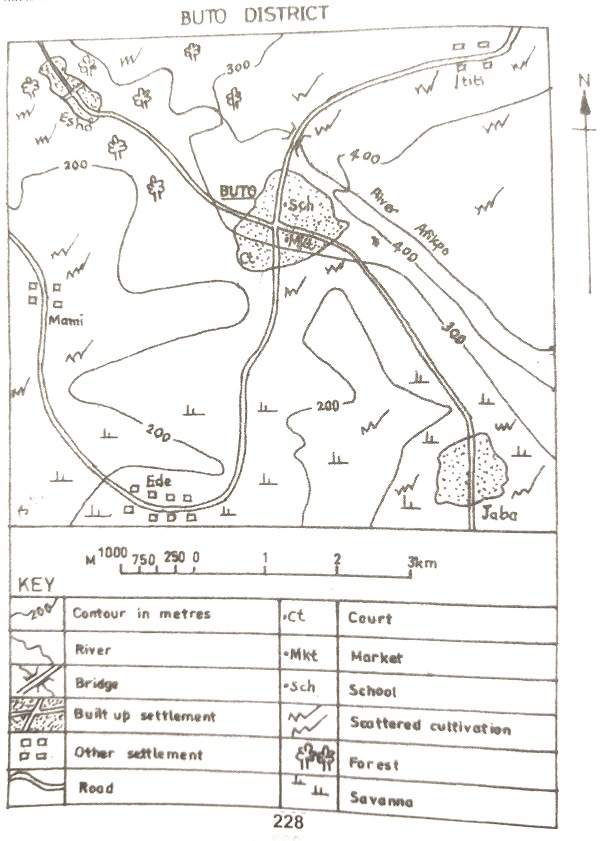 BUTO DISTRICT
N
300
Ititi
Esho
400
200
BUTO
Sch
River Afikpo
Mkt
400
Ct
Mami
300
200
200
Ede
Jaba
M 1000 750 250 0 1 2 3km
KEY
200 Contour in metres
River
Bridge
Built up settlement
Other settlement
Road
Ct Court
Mkt Market
Sch School
Scattered cultivation
Forest
Savanna
228